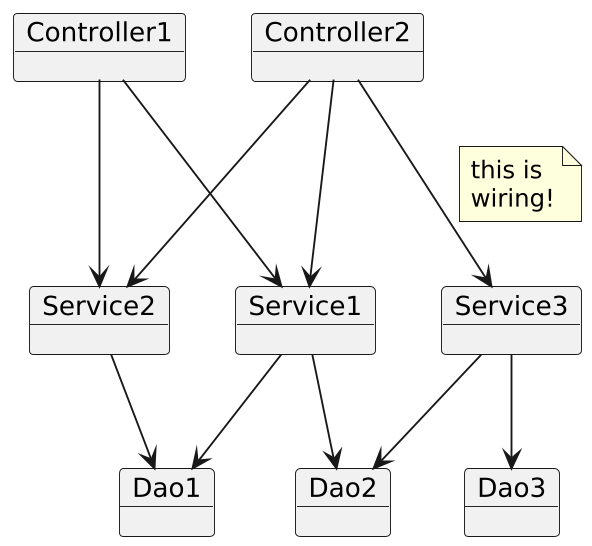 Controller1
Controller2
this is
wiring!
Service2
Service1
Service3
Dao1
Dao2
Dao3